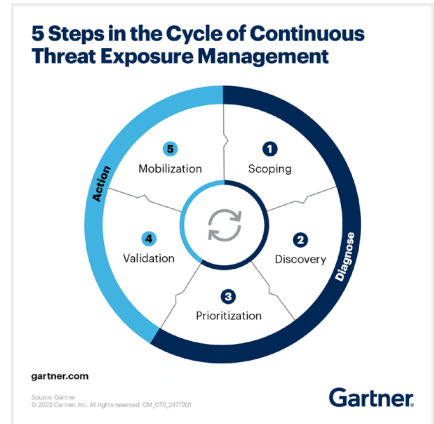 5 Steps in the Cycle of Continuous
Threat Exposure Management
1
Scoping
2
Discovery
3
Prioritization
4
Validation
5
Mobilization
Action
Diagnose
gartner.com
Source: Gartner
© 2023 Gartner, Inc. All rights reserved. CM_GTS_2477201
Gartner.